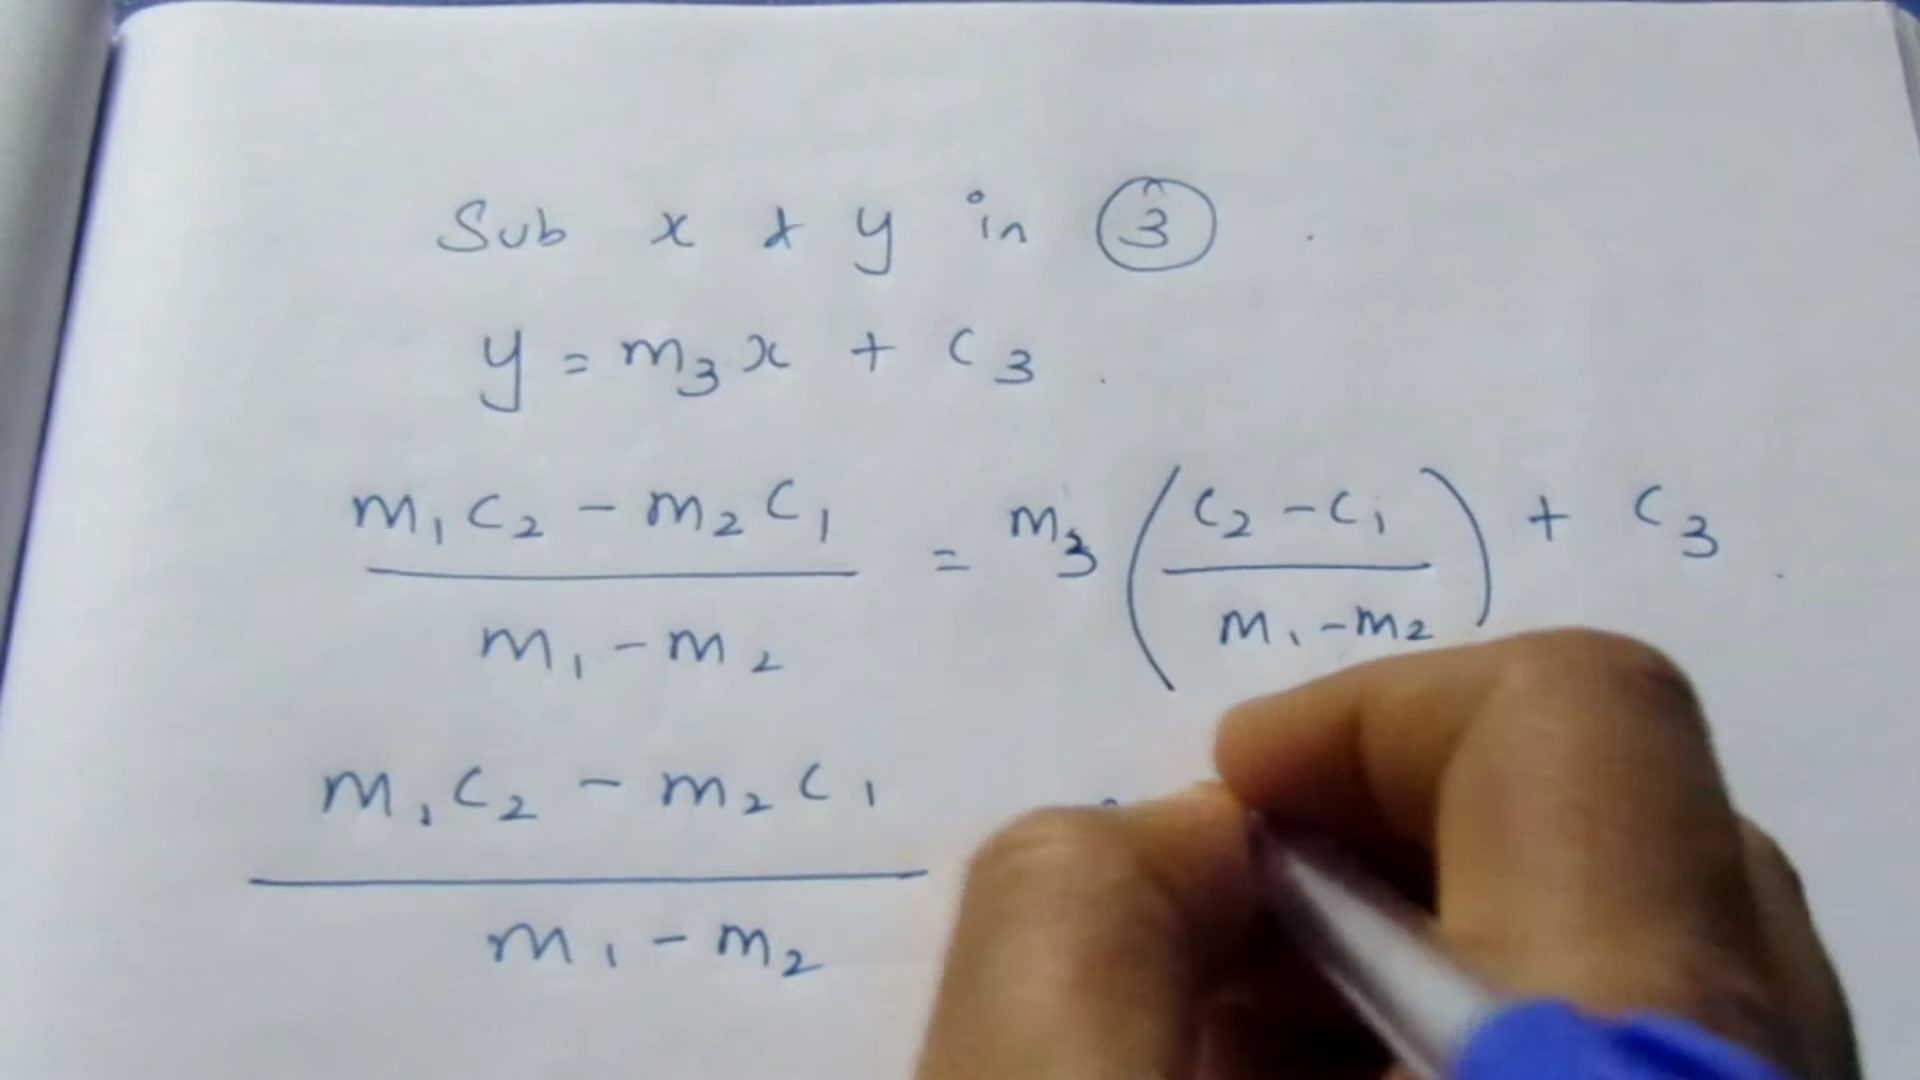 Sub x & y in ③
y = m₃x + c₃.
(m₁c₂ - m₂c₁)/(m₁ - m₂) = m₃((c₂ - c₁)/(m₁ - m₂)) + c₃.
(m₁c₂ - m₂c₁)/(m₁ - m₂)